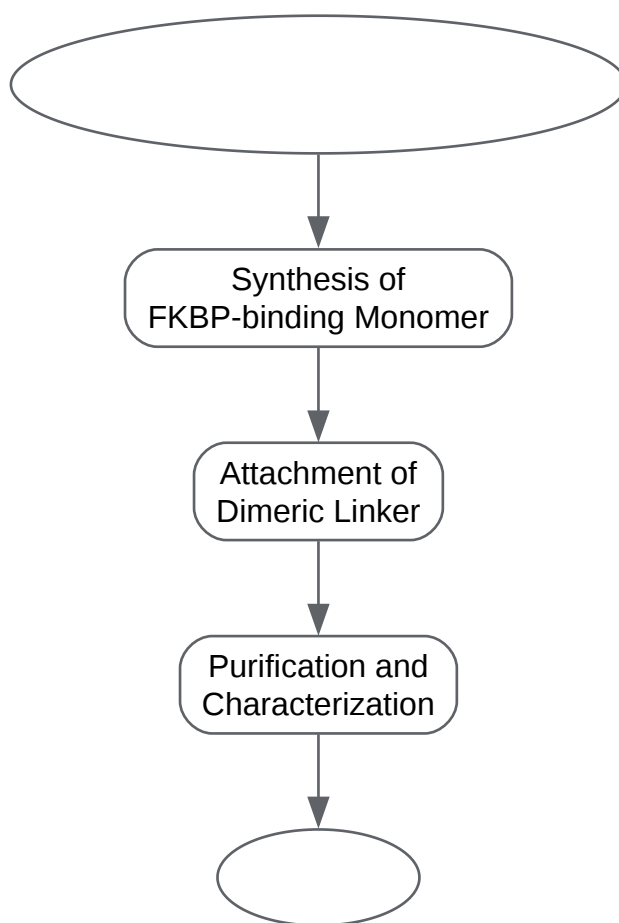 Synthesis of
FKBP-binding Monomer
Attachment of
Dimeric Linker
Purification and
Characterization